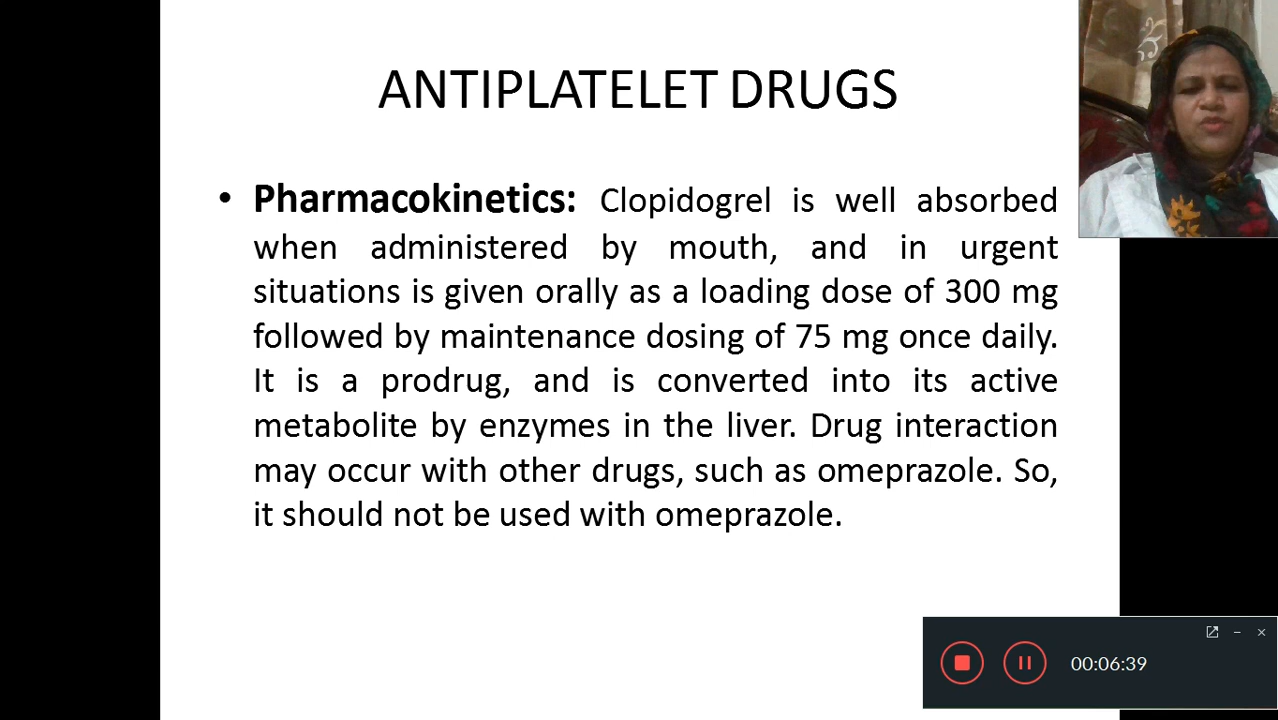 ANTIPLATELET DRUGS
• Pharmacokinetics: Clopidogrel is well absorbed
when administered by mouth, and in urgent
situations is given orally as a loading dose of 300 mg
followed by maintenance dosing of 75 mg once daily.
It is a prodrug, and is converted into its active
metabolite by enzymes in the liver. Drug interaction
may occur with other drugs, such as omeprazole. So,
it should not be used with omeprazole.
00:06:39